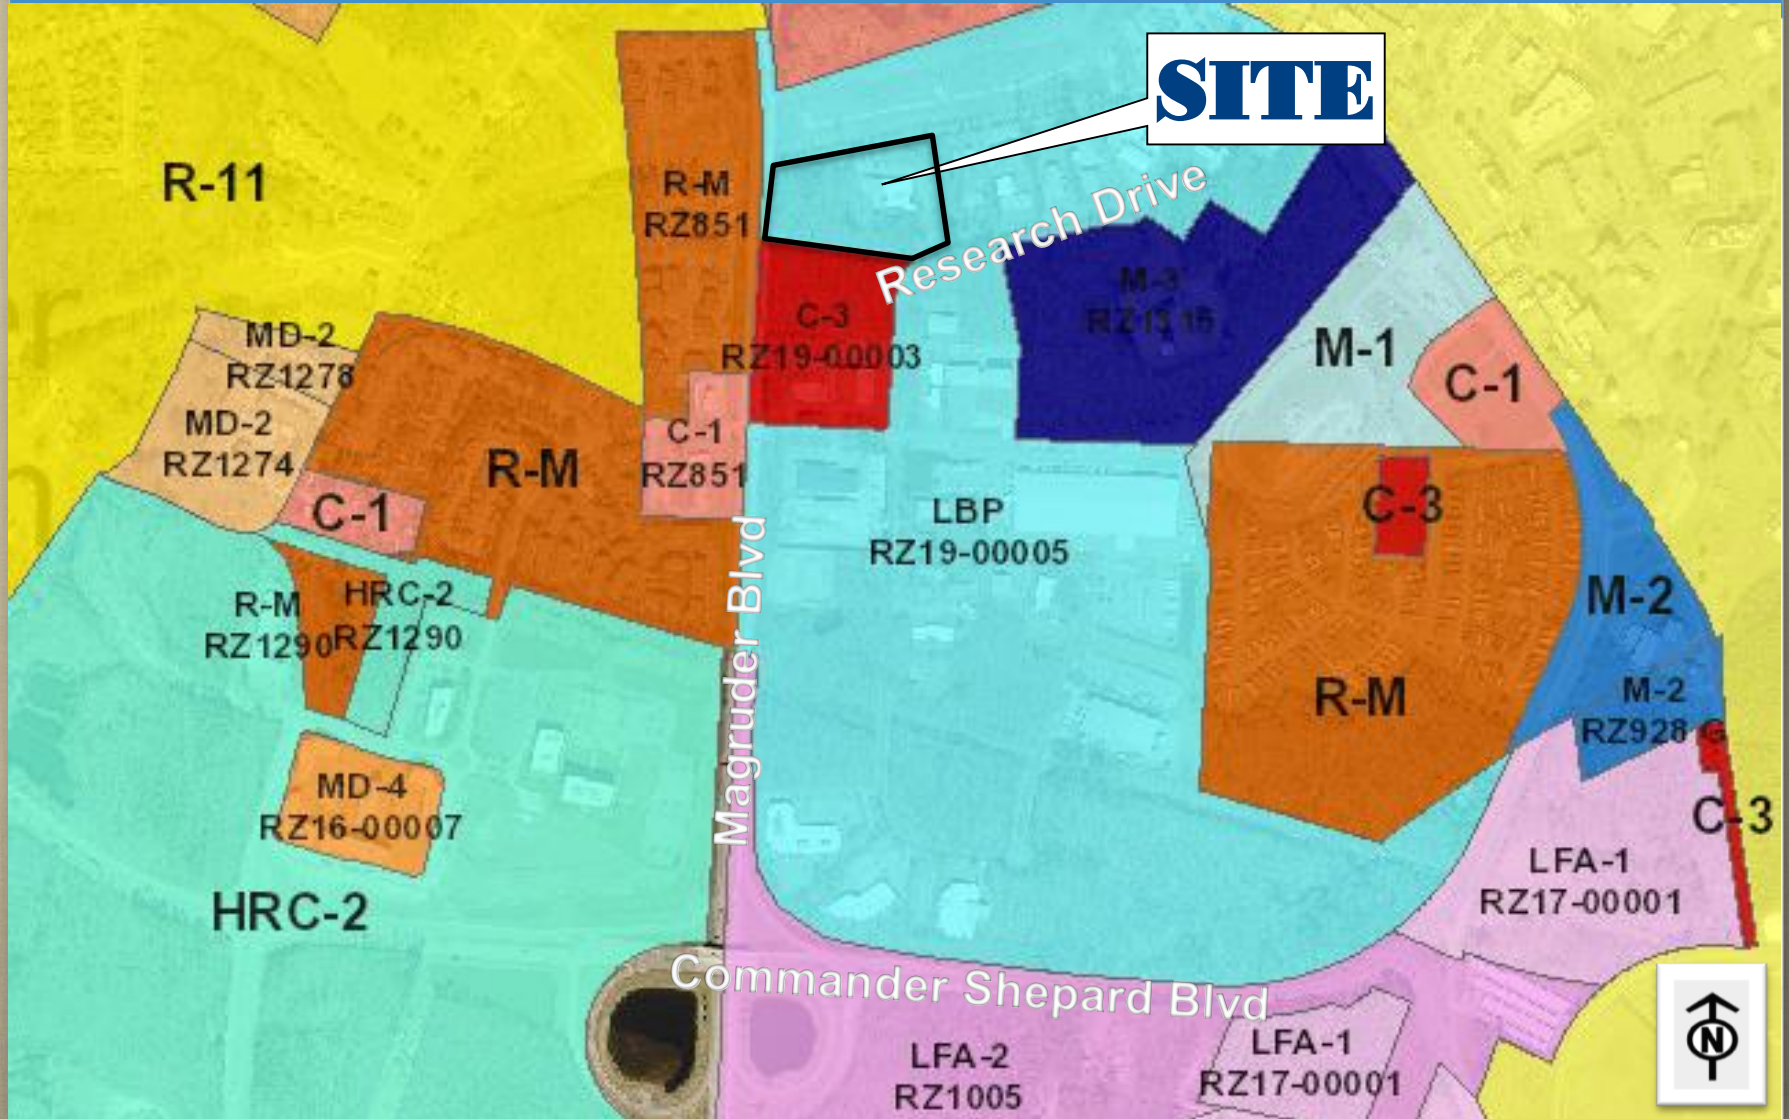 SITE
R-11
R-M
RZ851
Research Drive
M-3
C-3
RZ19-00003
MD-2
RZ1278
M-1
C-1
MD-2
RZ1274
C-1
RZ851
R-M
C-1
LBP
RZ19-00005
C-3
R-M
RZ1290
HRC-2
RZ1290
Magruder Blvd
M-2
R-M
M-2
RZ928
MD-4
RZ16-00007
C-3
LFA-1
RZ17-00001
HRC-2
Commander Shepard Blvd
LFA-2
RZ1005
LFA-1
RZ17-00001
N